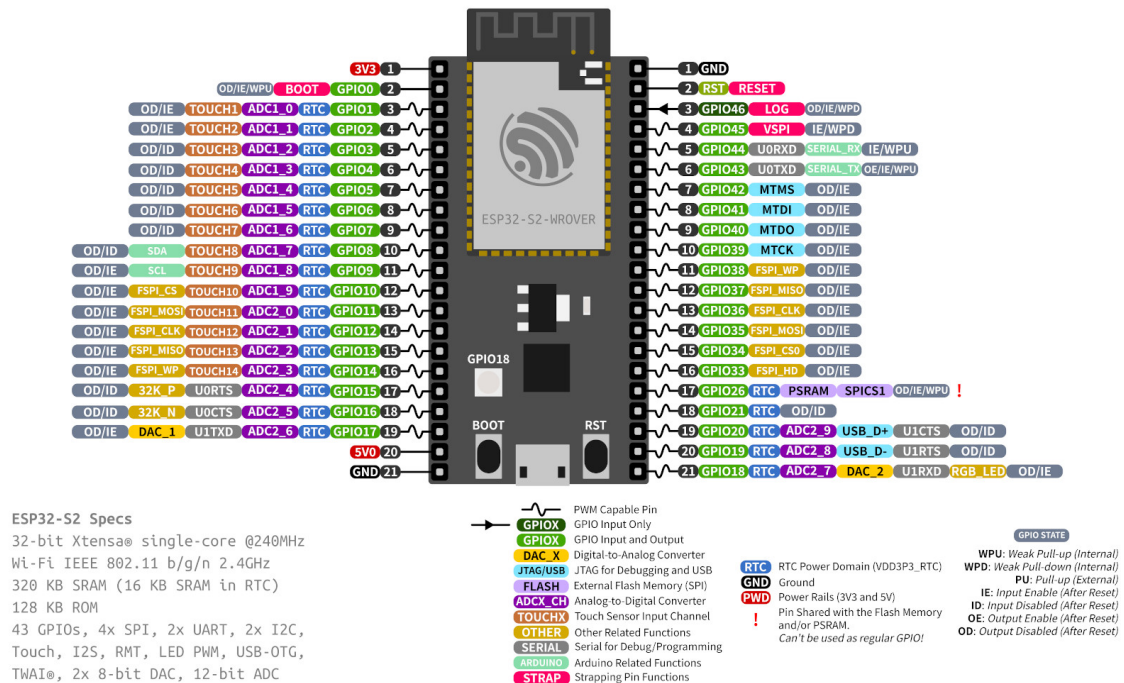 3V3 1
OD/IE/WPU BOOT GPIO0 2
OD/IE TOUCH1 ADC1_0 RTC GPIO1 3
OD/IE TOUCH2 ADC1_1 RTC GPIO2 4
OD/ID TOUCH3 ADC1_2 RTC GPIO3 5
OD/ID TOUCH4 ADC1_3 RTC GPIO4 6
OD/ID TOUCH5 ADC1_4 RTC GPIO5 7
OD/ID TOUCH6 ADC1_5 RTC GPIO6 8
OD/ID TOUCH7 ADC1_6 RTC GPIO7 9
OD/ID SDA TOUCH8 ADC1_7 RTC GPIO8 10
OD/IE SCL TOUCH9 ADC1_8 RTC GPIO9 11
OD/IE FSPI_CS TOUCH10 ADC1_9 RTC GPIO10 12
OD/IE FSPI_MOSI TOUCH11 ADC2_0 RTC GPIO11 13
OD/IE FSPI_CLK TOUCH12 ADC2_1 RTC GPIO12 14
OD/IE FSPI_MISO TOUCH13 ADC2_2 RTC GPIO13 15
OD/IE FSPI_WP TOUCH14 ADC2_3 RTC GPIO14 16
OD/ID 32K_P U0RTS ADC2_4 RTC GPIO15 17
OD/ID 32K_N U0CTS ADC2_5 RTC GPIO16 18
OD/IE DAC_1 U1TXD ADC2_6 RTC GPIO17 19
5V0 20
GND 21
ESP32-S2-WROVER
GPIO18
BOOT
RST
1 GND
2 RST RESET
3 GPIO46 LOG OD/IE/WPD
4 GPIO45 VSPI IE/WPD
5 GPIO44 U0RXD SERIAL_RX IE/WPU
6 GPIO43 U0TXD SERIAL_TX OE/IE/WPU
7 GPIO42 MTMS OD/IE
8 GPIO41 MTDI OD/IE
9 GPIO40 MTDO OD/IE
10 GPIO39 MTCK OD/IE
11 GPIO38 FSPI_WP OD/IE
12 GPIO37 FSPI_MISO OD/IE
13 GPIO36 FSPI_CLK OD/IE
14 GPIO35 FSPI_MOSI OD/IE
15 GPIO34 FSPI_CS0 OD/IE
16 GPIO33 FSPI_HD OD/IE
17 GPIO26 RTC PSRAM SPICS1 OD/IE/WPU !
18 GPIO21 RTC OD/ID
19 GPIO20 RTC ADC2_9 USB_D+ U1CTS OD/ID
20 GPIO19 RTC ADC2_8 USB_D- U1RTS OD/ID
21 GPIO18 RTC ADC2_7 DAC_2 U1RXD RGB_LED OD/IE
ESP32-S2 Specs
32-bit Xtensa® single-core @240MHz
Wi-Fi IEEE 802.11 b/g/n 2.4GHz
320 KB SRAM (16 KB SRAM in RTC)
128 KB ROM
43 GPIOs, 4x SPI, 2x UART, 2x I2C,
Touch, I2S, RMT, LED PWM, USB-OTG,
TWAI®, 2x 8-bit DAC, 12-bit ADC
PWM Capable Pin
GPIOX GPIO Input Only
GPIOX GPIO Input and Output
DAC_X Digital-to-Analog Converter
JTAG/USB JTAG for Debugging and USB
FLASH External Flash Memory (SPI)
ADCX_CH Analog-to-Digital Converter
TOUCHX Touch Sensor Input Channel
OTHER Other Related Functions
SERIAL Serial for Debug/Programming
ARDUINO Arduino Related Functions
STRAP Strapping Pin Functions
RTC RTC Power Domain (VDD3P3_RTC)
GND Ground
PWD Power Rails (3V3 and 5V)
! Pin Shared with the Flash Memory
and/or PSRAM.
Can't be used as regular GPIO!
GPIO STATE
WPU: Weak Pull-up (Internal)
WPD: Weak Pull-down (Internal)
PU: Pull-up (External)
IE: Input Enable (After Reset)
ID: Input Disabled (After Reset)
OE: Output Enable (After Reset)
OD: Output Disabled (After Reset)